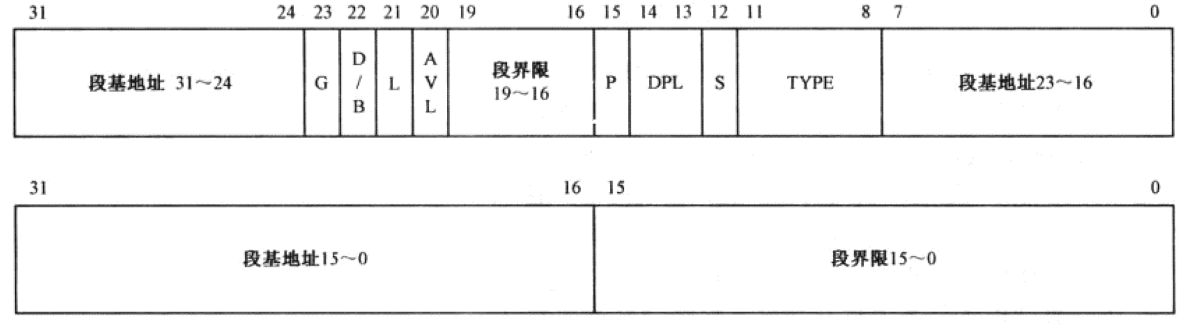 31 24 23 22 21 20 19 16 15 14 13 12 11 8 7 0
段基地址 31～24 G D/B L AVL 段界限 19～16 P DPL S TYPE 段基地址23～16
31 16 15 0
段基地址15～0 段界限15～0